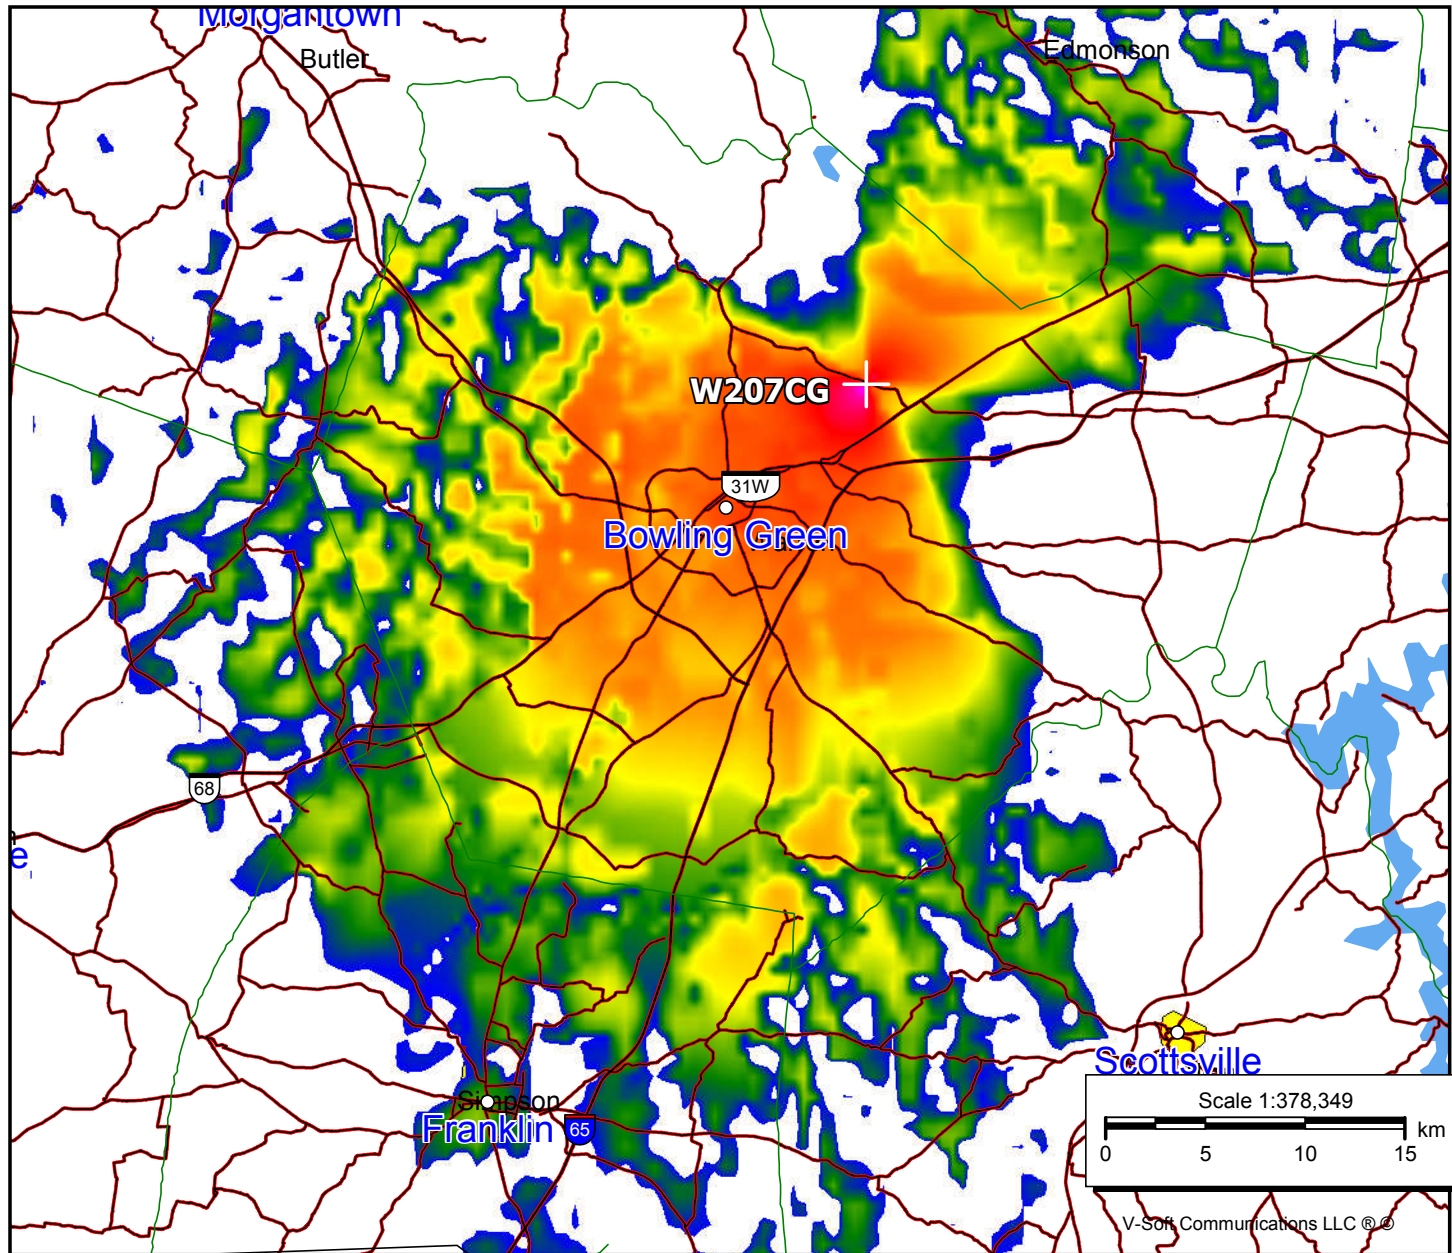 Morgantown
Butler
Edmonson
W207CG
31W
Bowling Green
68
e
Simpson
Franklin
65
Scottsville
Scale 1:378,349
km
0 5 10 15
V-Soft Communications LLC ® ©